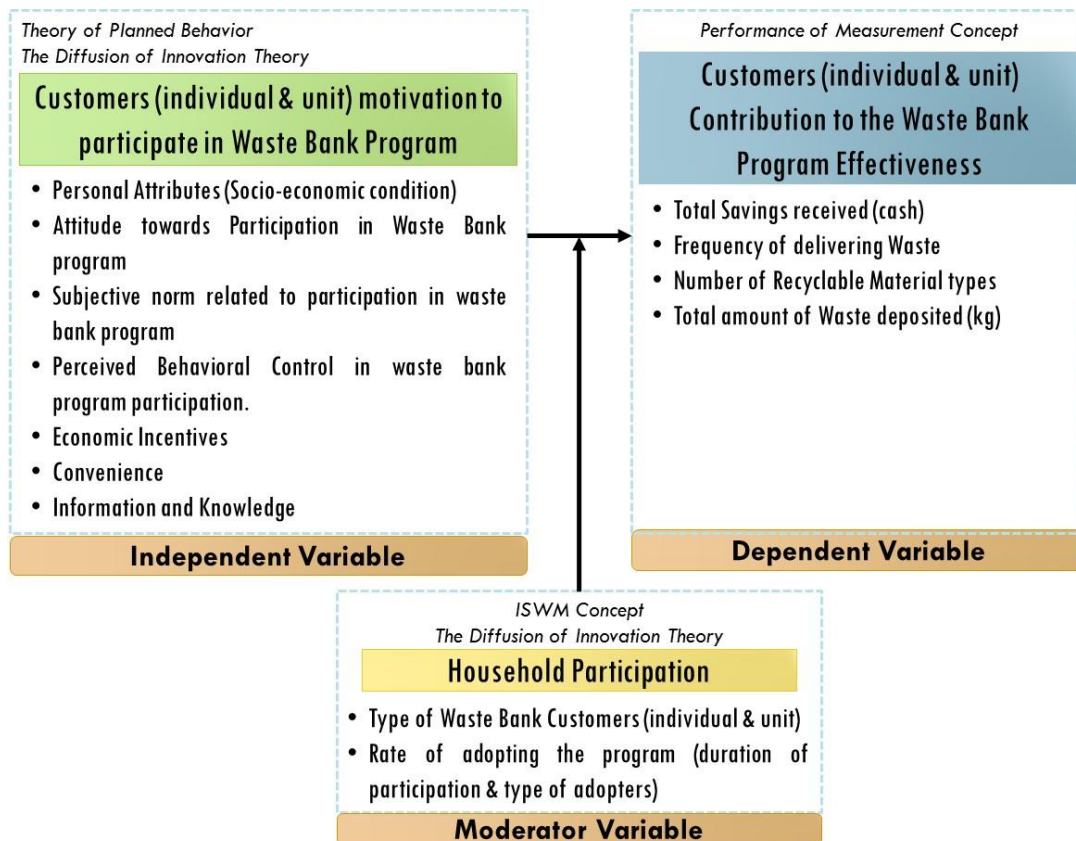 Theory of Planned Behavior
The Diffusion of Innovation Theory
Customers (individual & unit) motivation to
participate in Waste Bank Program
• Personal Attributes (Socio-economic condition)
• Attitude towards Participation in Waste Bank
program
• Subjective norm related to participation in waste
bank program
• Perceived Behavioral Control in waste bank
program participation.
• Economic Incentives
• Convenience
• Information and Knowledge
Independent Variable
Performance of Measurement Concept
Customers (individual & unit)
Contribution to the Waste Bank
Program Effectiveness
• Total Savings received (cash)
• Frequency of delivering Waste
• Number of Recyclable Material types
• Total amount of Waste deposited (kg)
Dependent Variable
ISWM Concept
The Diffusion of Innovation Theory
Household Participation
• Type of Waste Bank Customers (individual & unit)
• Rate of adopting the program (duration of
participation & type of adopters)
Moderator Variable